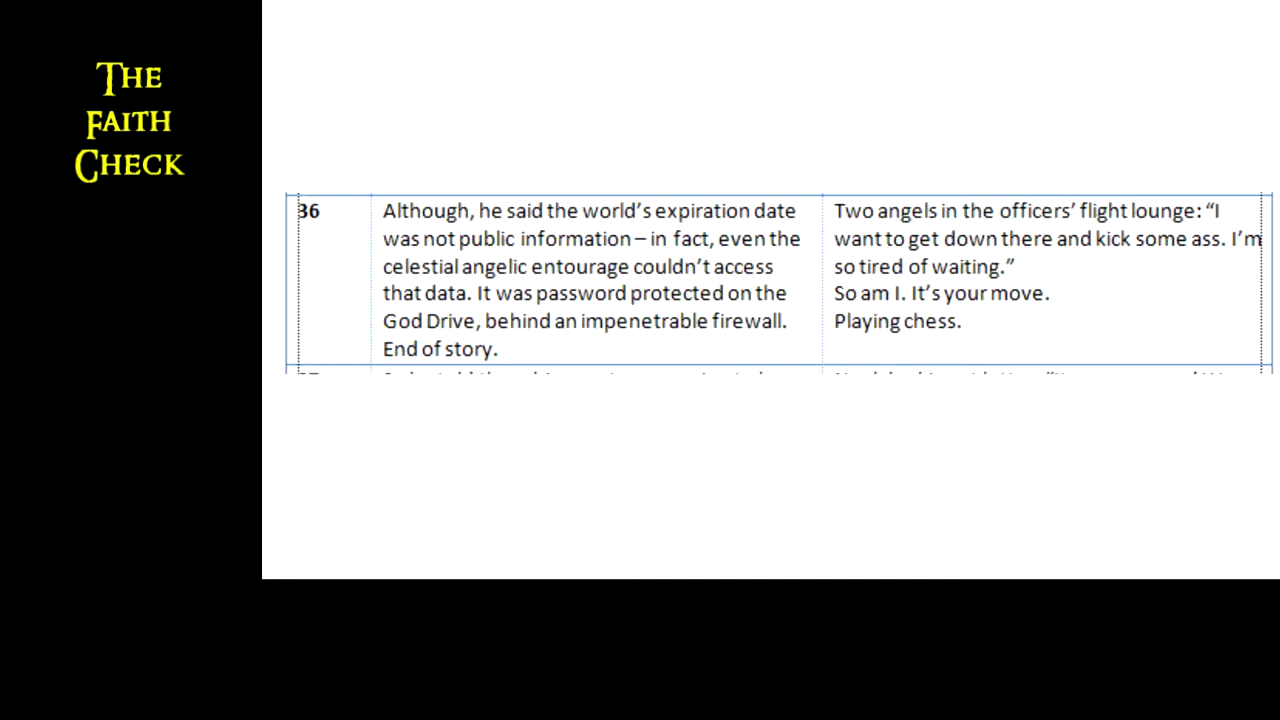 The
Faith
Check
36
Although, he said the world's expiration date
was not public information – in fact, even the
celestial angelic entourage couldn't access
that data. It was password protected on the
God Drive, behind an impenetrable firewall.
End of story.
Two angels in the officers' flight lounge: “I
want to get down there and kick some ass. I'm
so tired of waiting.”
So am I. It's your move.
Playing chess.